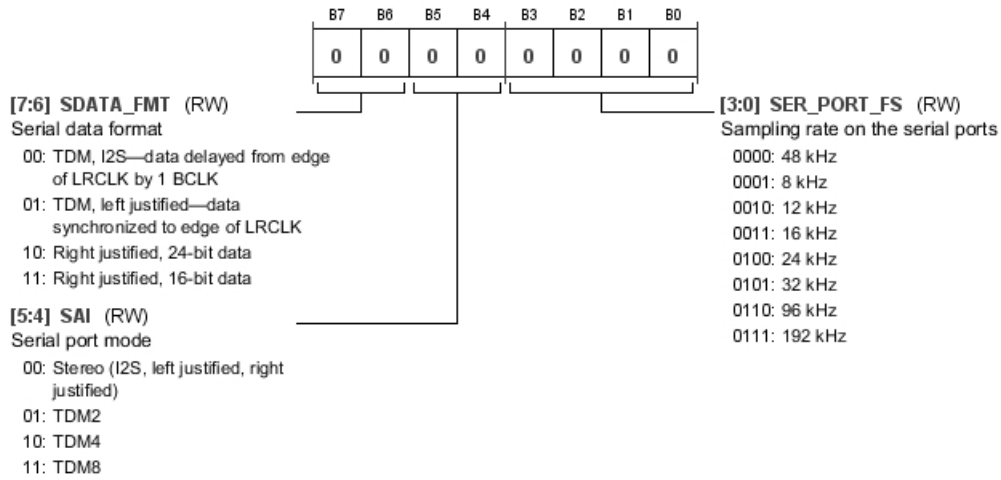 B7 B6 B5 B4 B3 B2 B1 B0
0 0 0 0 0 0 0 0
[7:6] SDATA_FMT (RW)
Serial data format
00: TDM, I2S—data delayed from edge
of LRCLK by 1 BCLK
01: TDM, left justified—data
synchronized to edge of LRCLK
10: Right justified, 24-bit data
11: Right justified, 16-bit data
[5:4] SAI (RW)
Serial port mode
00: Stereo (I2S, left justified, right
justified)
01: TDM2
10: TDM4
11: TDM8
[3:0] SER_PORT_FS (RW)
Sampling rate on the serial ports
0000: 48 kHz
0001: 8 kHz
0010: 12 kHz
0011: 16 kHz
0100: 24 kHz
0101: 32 kHz
0110: 96 kHz
0111: 192 kHz